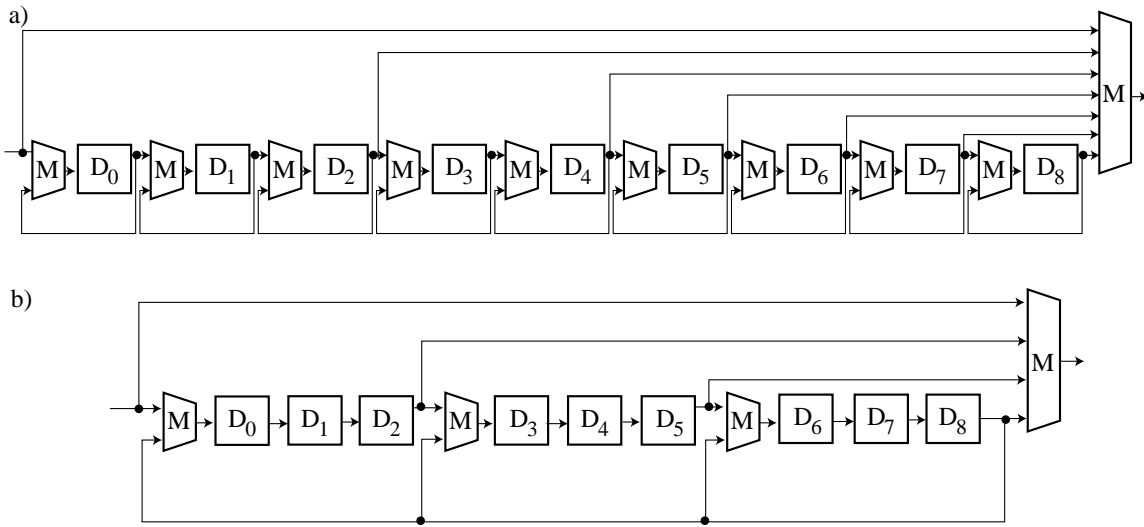 a)
M
M D₀ M D₁ M D₂ M D₃ M D₄ M D₅ M D₆ M D₇ M D₈
b)
M
M D₀ D₁ D₂ M D₃ D₄ D₅ M D₆ D₇ D₈